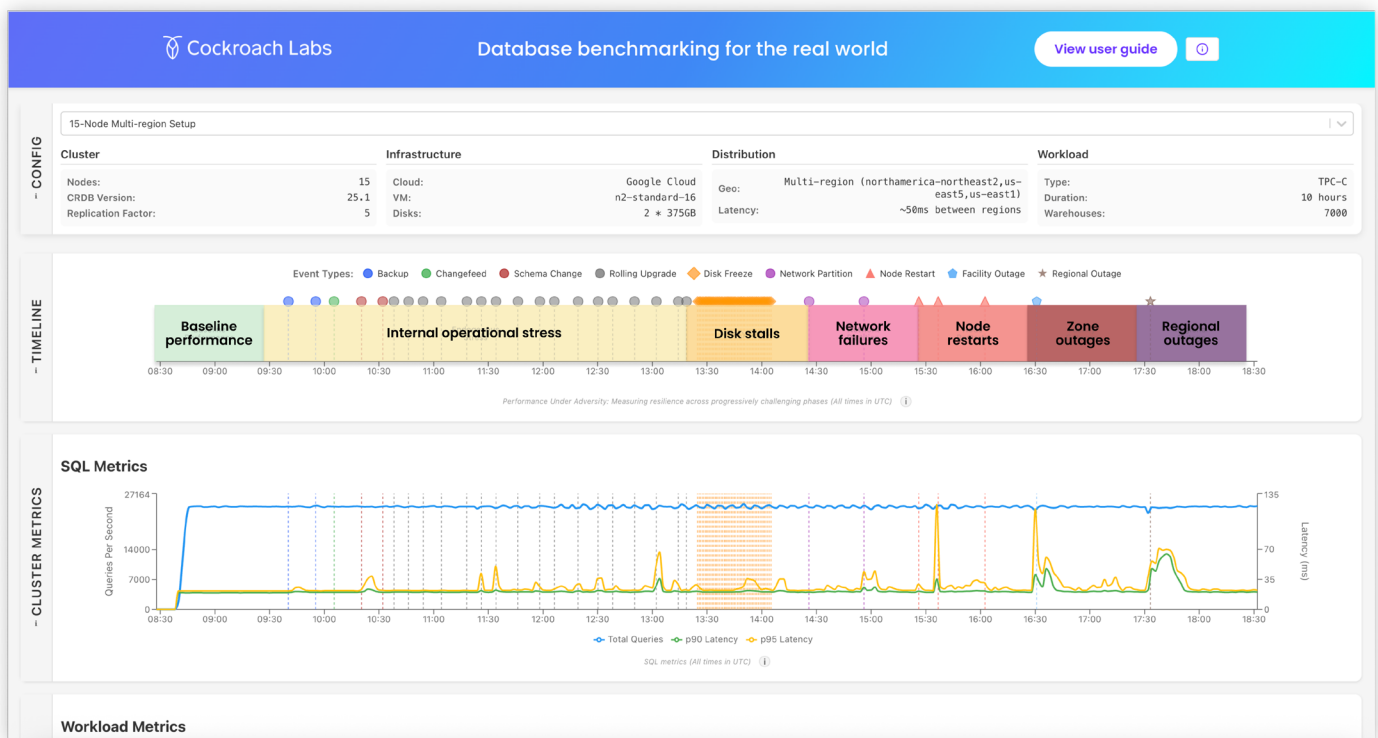 Cockroach Labs
Database benchmarking for the real world
View user guide
– CONFIG
15-Node Multi-region Setup
Cluster
Nodes: 15
CRDB Version: 25.1
Replication Factor: 5
Infrastructure
Cloud: Google Cloud
VM: n2-standard-16
Disks: 2 * 375GB
Distribution
Geo: Multi-region (northamerica-northeast2,us-
east5,us-east1)
Latency: ~50ms between regions
Workload
Type: TPC-C
Duration: 10 hours
Warehouses: 7000
– TIMELINE
Event Types: Backup Changefeed Schema Change Rolling Upgrade Disk Freeze Network Partition Node Restart Facility Outage Regional Outage
Baseline
performance
Internal operational stress
Disk stalls
Network
failures
Node
restarts
Zone
outages
Regional
outages
08:30 09:00 09:30 10:00 10:30 11:00 11:30 12:00 12:30 13:00 13:30 14:00 14:30 15:00 15:30 16:00 16:30 17:00 17:30 18:00 18:30
Performance Under Adversity: Measuring resilience across progressively challenging phases (All times in UTC) i
– CLUSTER METRICS
SQL Metrics
Queries Per Second
27164
14000
7000
0
135
70
35
0
Latency (ms)
08:30 09:00 09:30 10:00 10:30 11:00 11:30 12:00 12:30 13:00 13:30 14:00 14:30 15:00 15:30 16:00 16:30 17:00 17:30 18:00 18:30
Total Queries p90 Latency p95 Latency
SQL metrics (All times in UTC) i
Workload Metrics